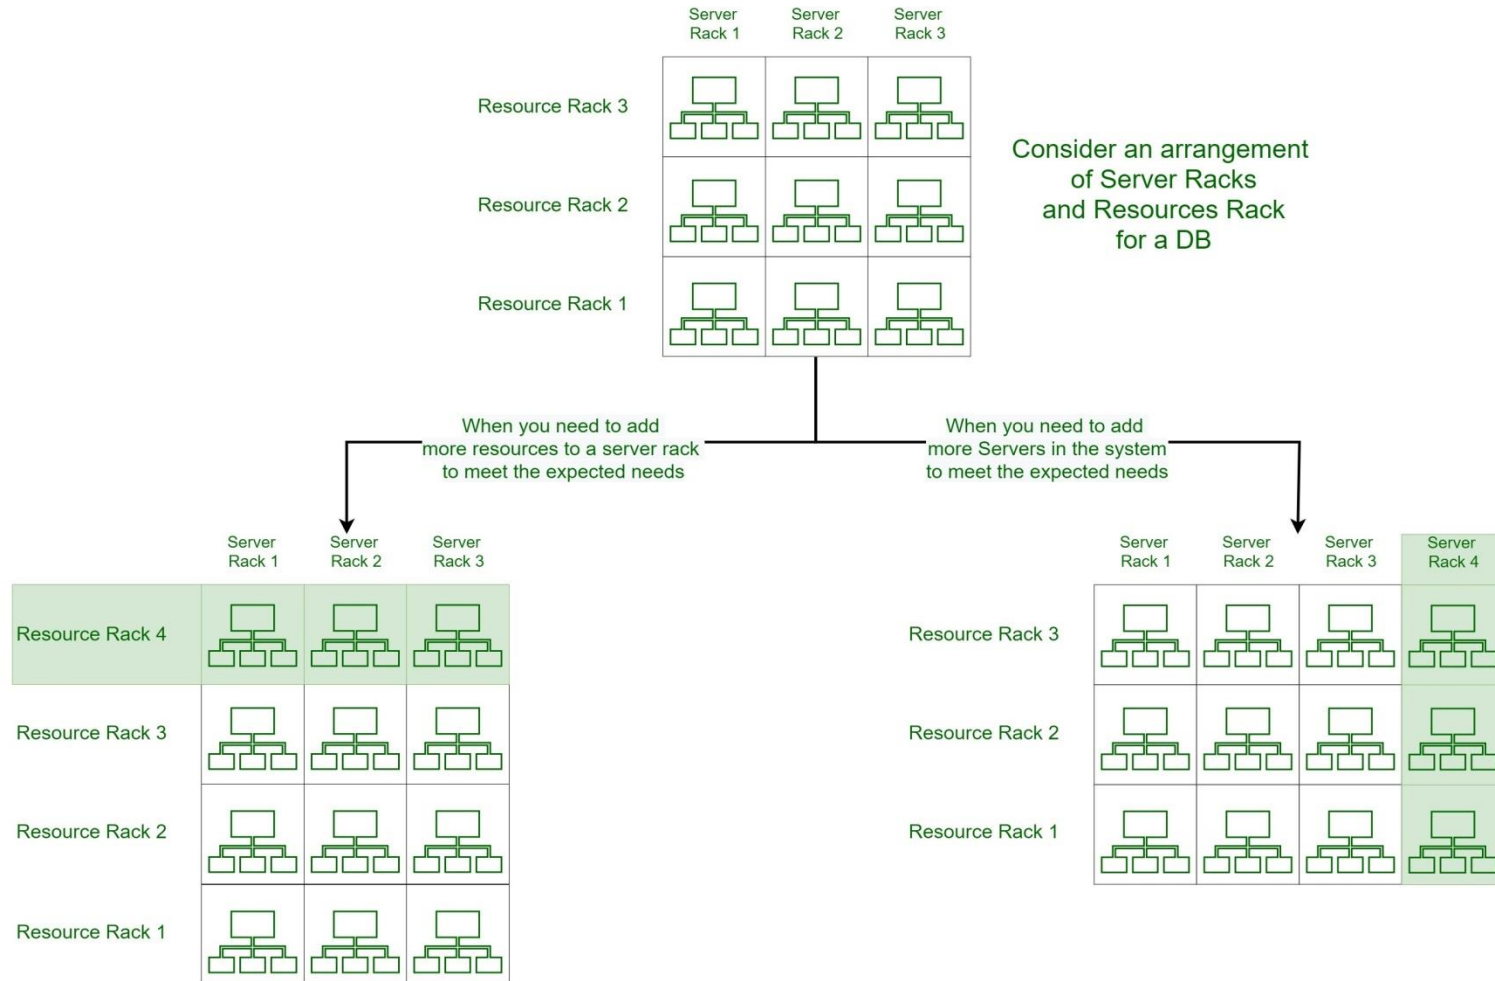 Server
Rack 1
Server
Rack 2
Server
Rack 3
Resource Rack 3
Resource Rack 2
Resource Rack 1
Consider an arrangement
of Server Racks
and Resources Rack
for a DB
When you need to add
more resources to a server rack
to meet the expected needs
When you need to add
more Servers in the system
to meet the expected needs
Server
Rack 1
Server
Rack 2
Server
Rack 3
Resource Rack 4
Resource Rack 3
Resource Rack 2
Resource Rack 1
Server
Rack 1
Server
Rack 2
Server
Rack 3
Server
Rack 4
Resource Rack 3
Resource Rack 2
Resource Rack 1